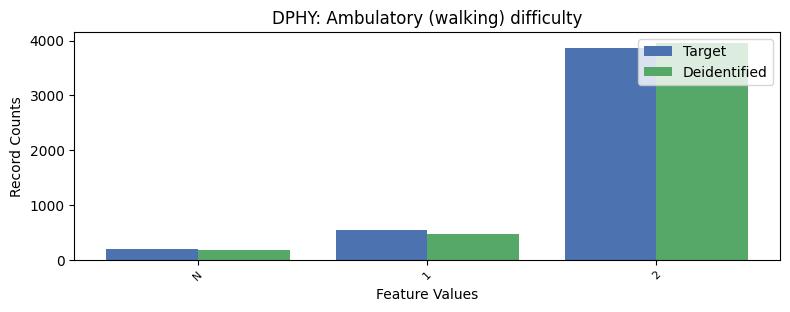 DPHY: Ambulatory (walking) difficulty
Target
Deidentified
Record Counts
4000
3000
2000
1000
0
N
1
2
Feature Values